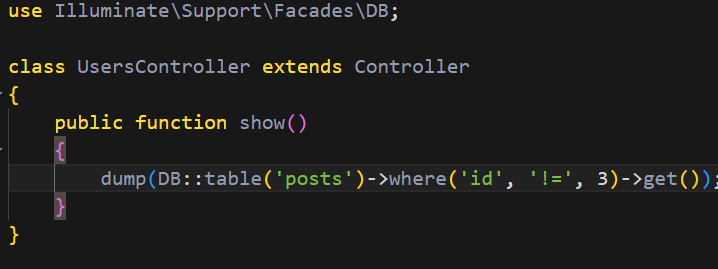 use Illuminate\Support\Facades\DB;
class UsersController extends Controller
{
public function show()
{
dump(DB::table('posts')->where('id', '!=', 3)->get());
}
}